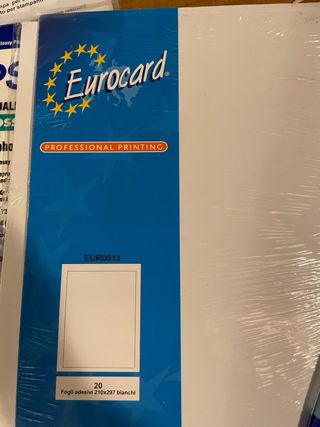 Eurocard
PROFESSIONAL PRINTING
EUR0013
20
Fogli adesivi 210x297 bianchi